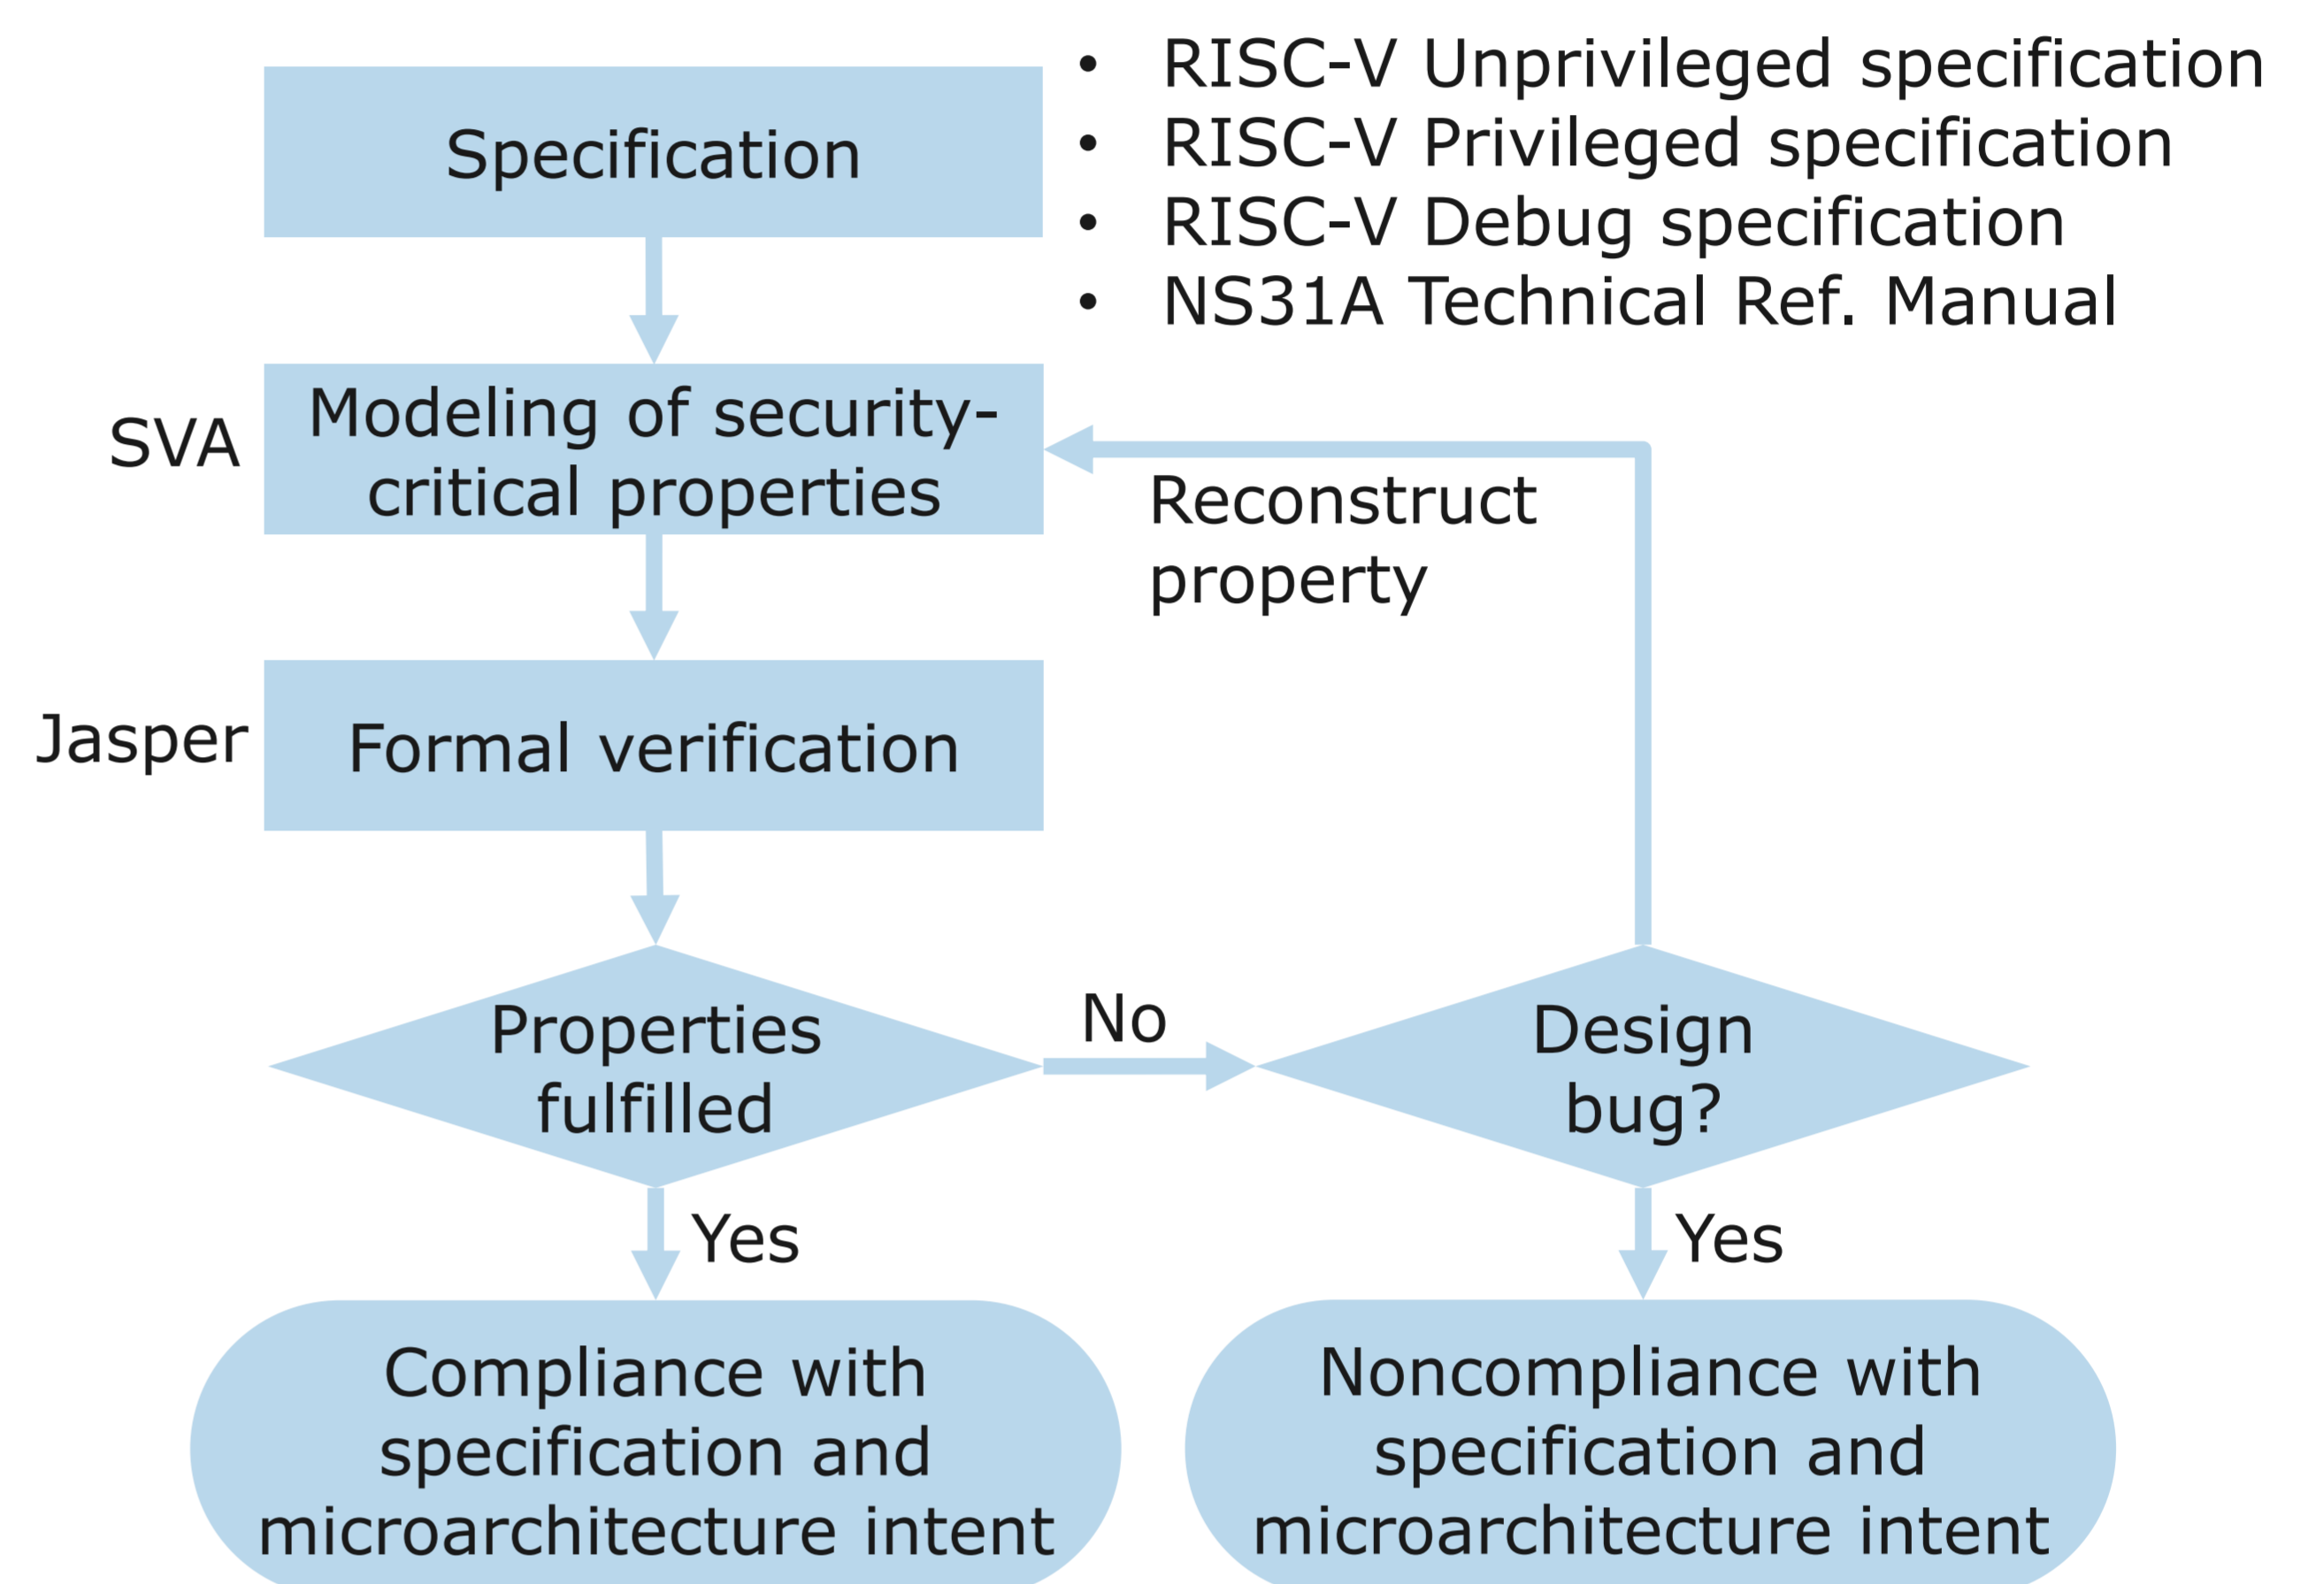 Specification
• RISC-V Unprivileged specification
• RISC-V Privileged specification
• RISC-V Debug specification
• NS31A Technical Ref. Manual
SVA
Modeling of security-
critical properties
Reconstruct
property
Jasper
Formal verification
Properties
fulfilled
No
Design
bug?
Yes
Yes
Compliance with
specification and
microarchitecture intent
Noncompliance with
specification and
microarchitecture intent